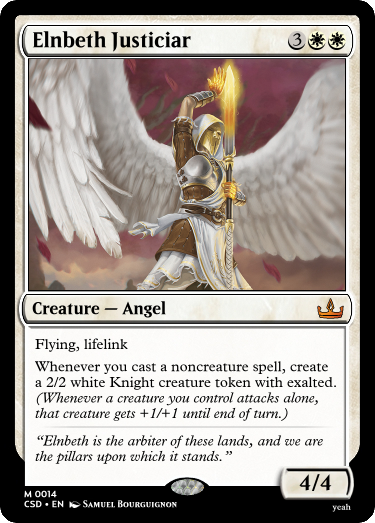 Elnbeth Justiciar 3
Creature — Angel
Flying, lifelink
Whenever you cast a noncreature spell, create
a 2/2 white Knight creature token with exalted.
(Whenever a creature you control attacks alone,
that creature gets +1/+1 until end of turn.)
“Elnbeth is the arbiter of these lands, and we are
the pillars upon which it stands.”
4/4
M 0014
CSD • EN Samuel Bourguignon
yeah